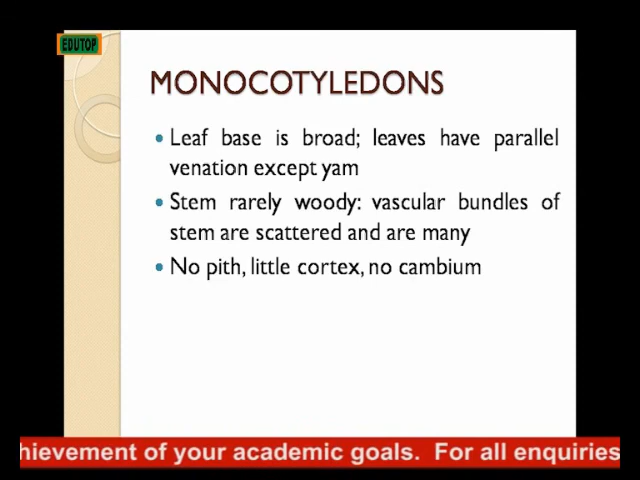 EDUTOP
MONOCOTYLEDONS
• Leaf base is broad; leaves have parallel
venation except yam
• Stem rarely woody: vascular bundles of
stem are scattered and are many
• No pith, little cortex, no cambium
hievement of your academic goals. For all enquiries